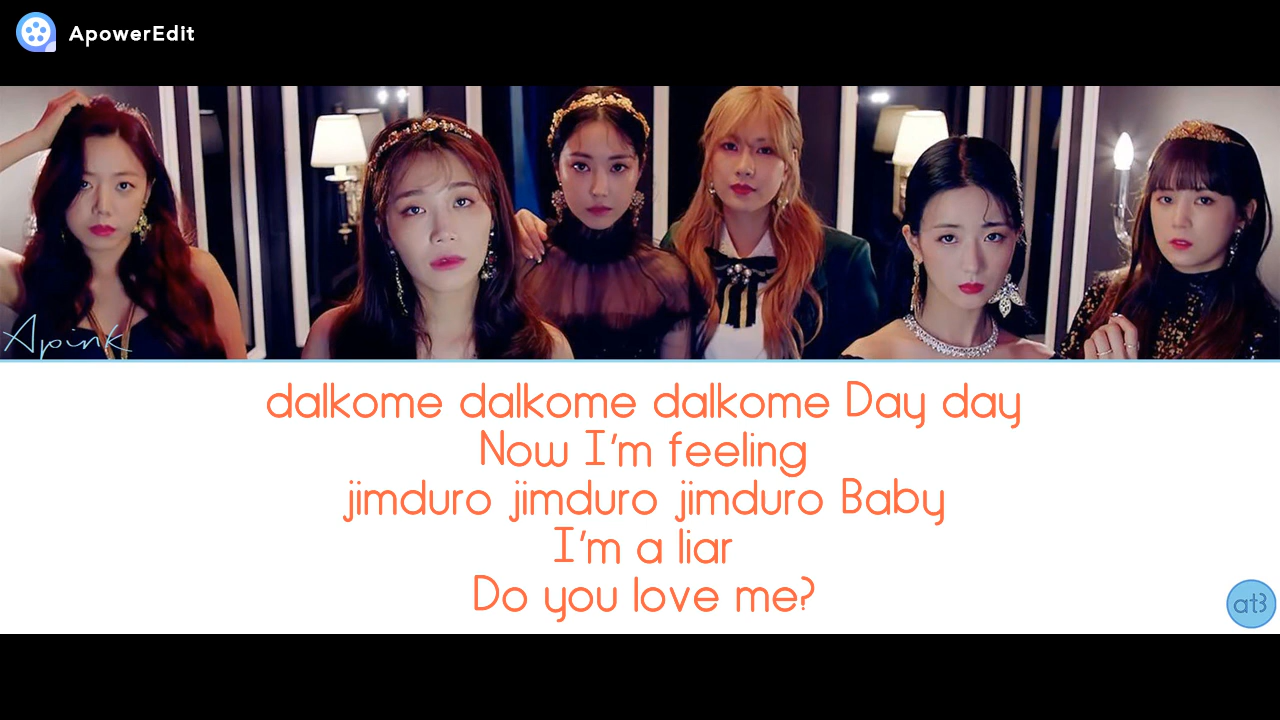 ApowerEdit
Apink
dalkome dalkome dalkome Day day
Now I'm feeling
jimduro jimduro jimduro Baby
I'm a liar
Do you love me?
at3